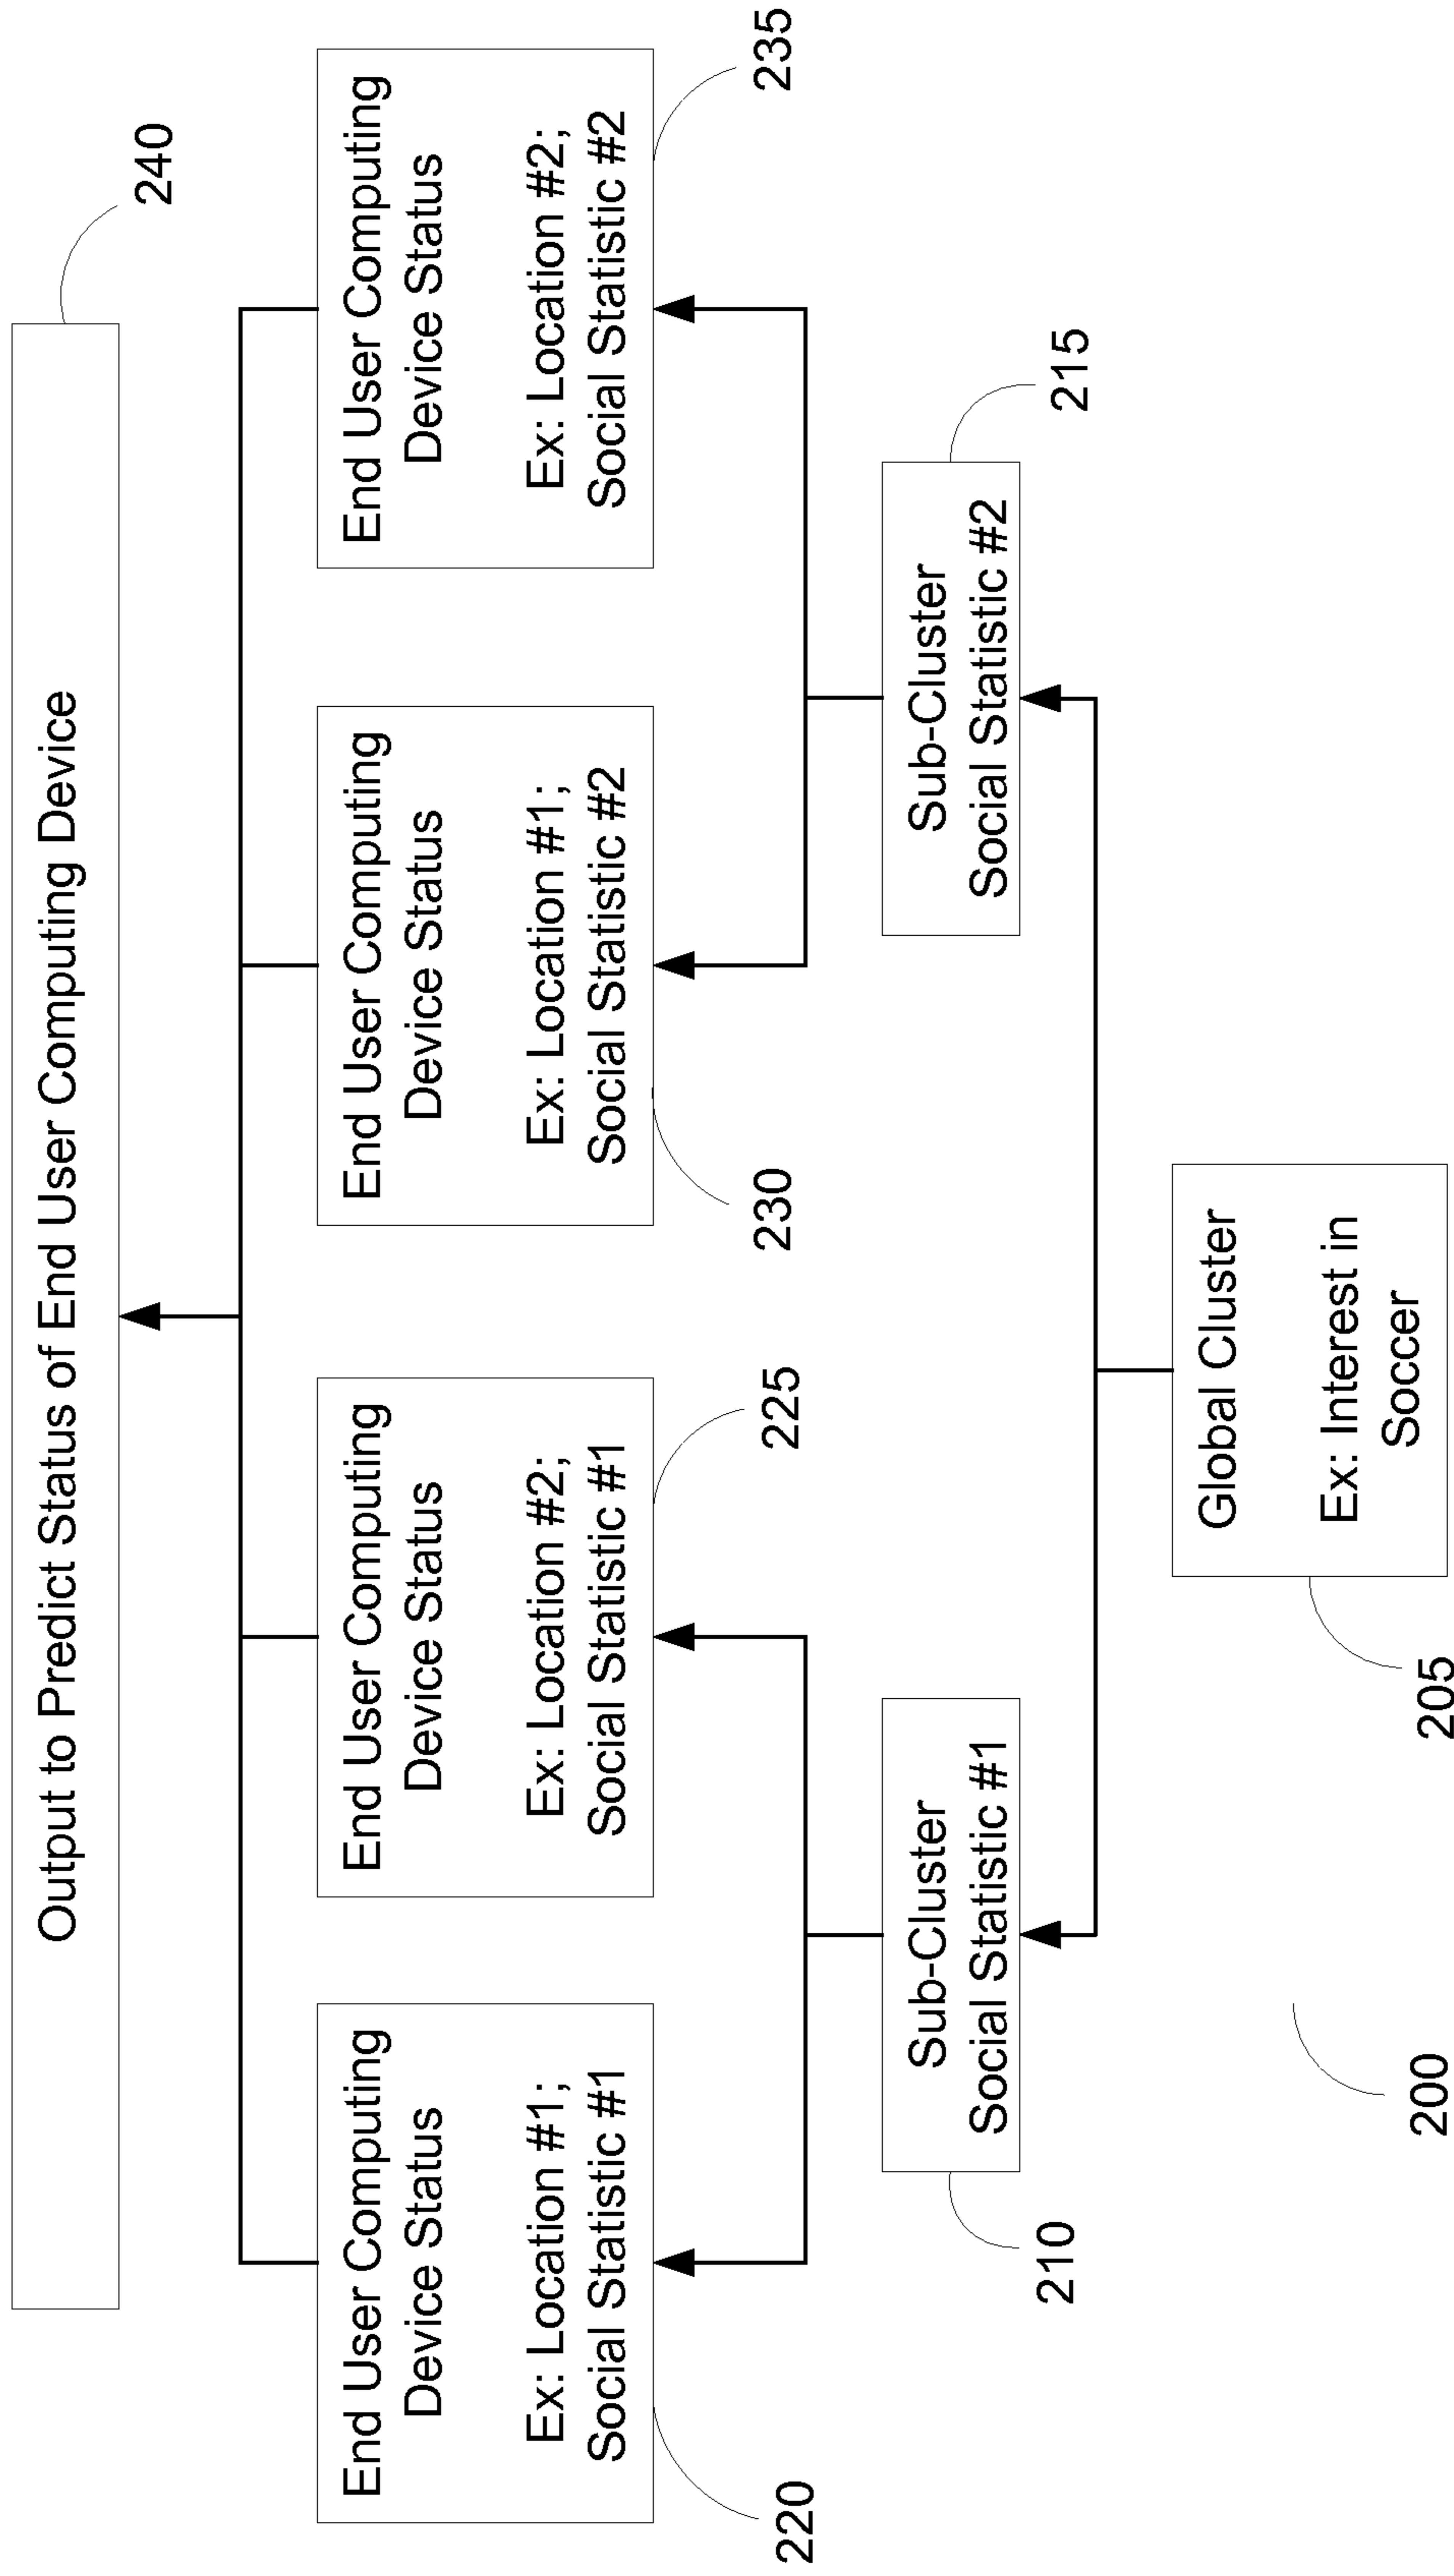 Output to Predict Status of End User Computing Device
240
End User Computing
Device Status
Ex: Location #1;
Social Statistic #1
220
End User Computing
Device Status
Ex: Location #2;
Social Statistic #1
225
End User Computing
Device Status
Ex: Location #1;
Social Statistic #2
230
End User Computing
Device Status
Ex: Location #2;
Social Statistic #2
235
Sub-Cluster
Social Statistic #1
210
Sub-Cluster
Social Statistic #2
215
Global Cluster
Ex: Interest in
Soccer
205
200